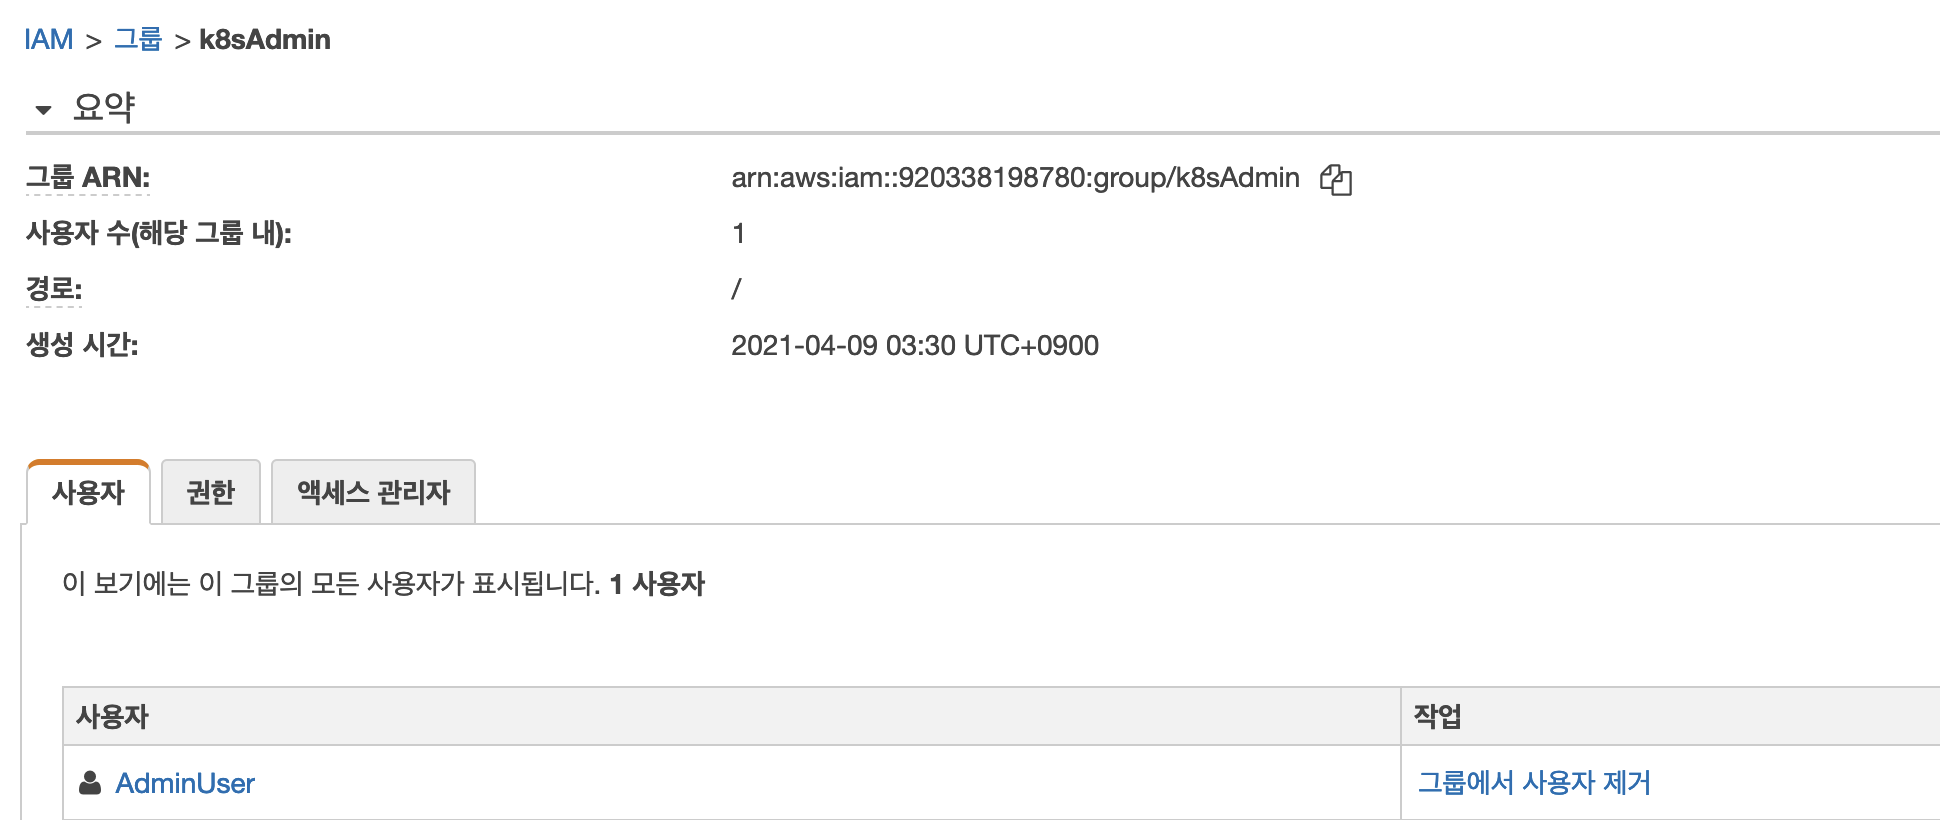 IAM > 그룹 > k8sAdmin
요약
그룹 ARN: arn:aws:iam::920338198780:group/k8sAdmin
사용자 수(해당 그룹 내): 1
경로: /
생성 시간: 2021-04-09 03:30 UTC+0900
사용자 권한 액세스 관리자
이 보기에는 이 그룹의 모든 사용자가 표시됩니다. 1 사용자
사용자 작업
AdminUser 그룹에서 사용자 제거